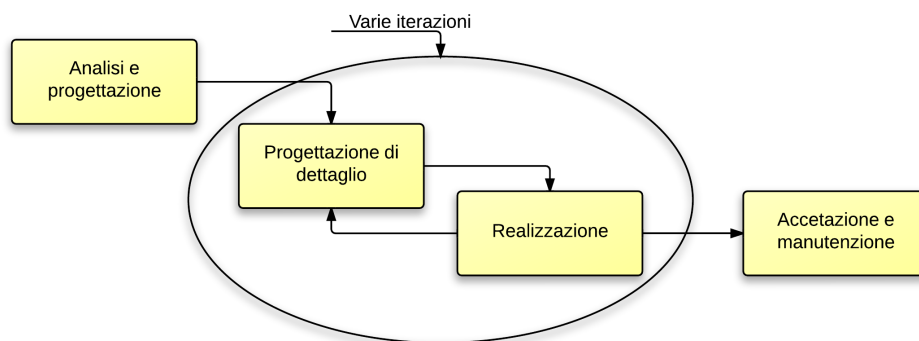 Varie iterazioni
Analisi e
progettazione
Progettazione di
dettaglio
Realizzazione
Accetazione e
manutenzione